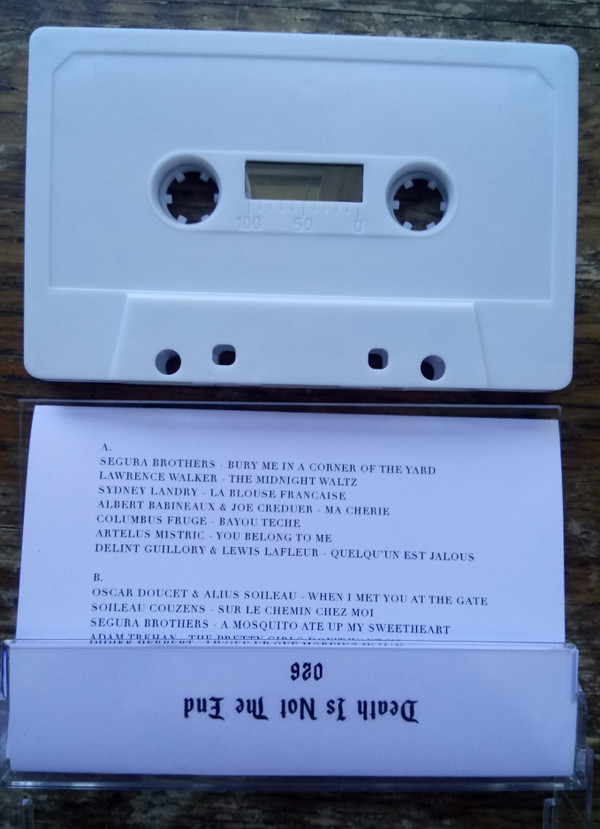 100 50 0
A.
SEGURA BROTHERS - BURY ME IN A CORNER OF THE YARD
LAWRENCE WALKER - THE MIDNIGHT WALTZ
SYDNEY LANDRY - LA BLOUSE FRANCAISE
ALBERT BABINEAUX & JOE CREDUER - MA CHERIE
COLUMBUS FRUGE - BAYOU TECHE
ARTELUS MISTRIC - YOU BELONG TO ME
DELINT GUILLORY & LEWIS LAFLEUR - QUELQU'UN EST JALOUS
B.
OSCAR DOUCET & ALIUS SOILEAU - WHEN I MET YOU AT THE GATE
SOILEAU COUZENS - SUR LE CHEMIN CHEZ MOI
SEGURA BROTHERS - A MOSQUITO ATE UP MY SWEETHEART
ADAM TREHAN - THE PRETTY GIRLS DON'T
026
Death Is Not The End